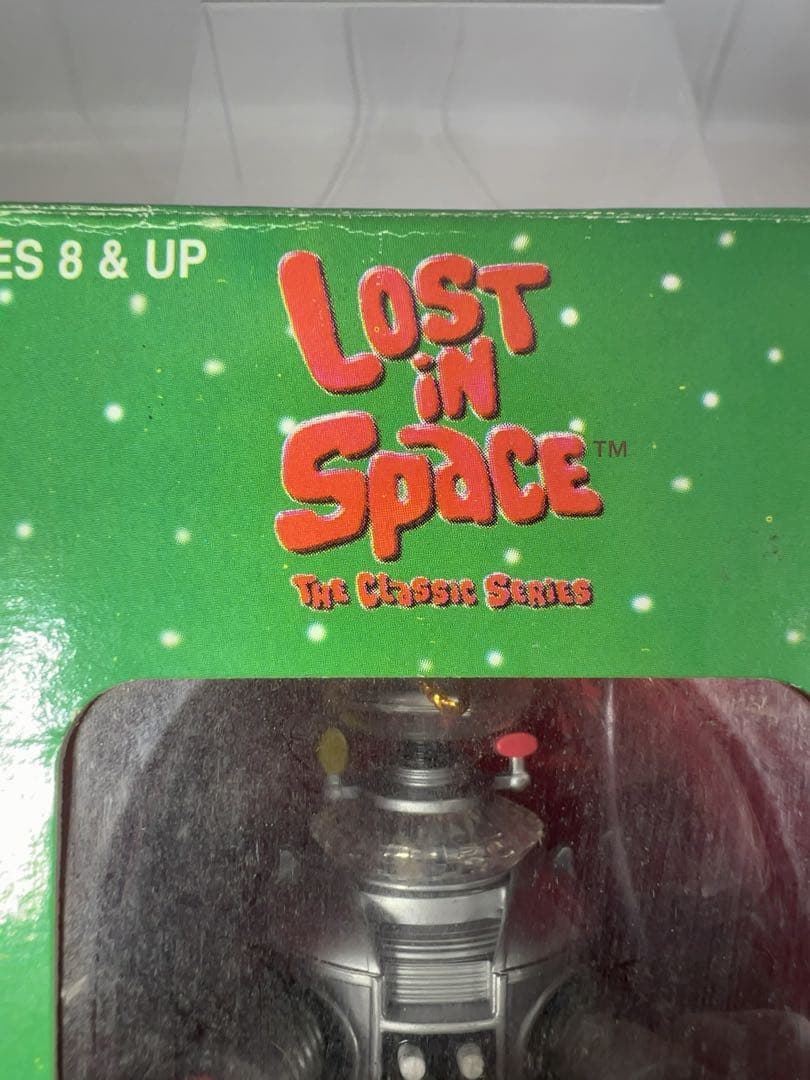 ES 8 & UP
LOST
iN
SpaCE™
THE CLaSSiC SERiES